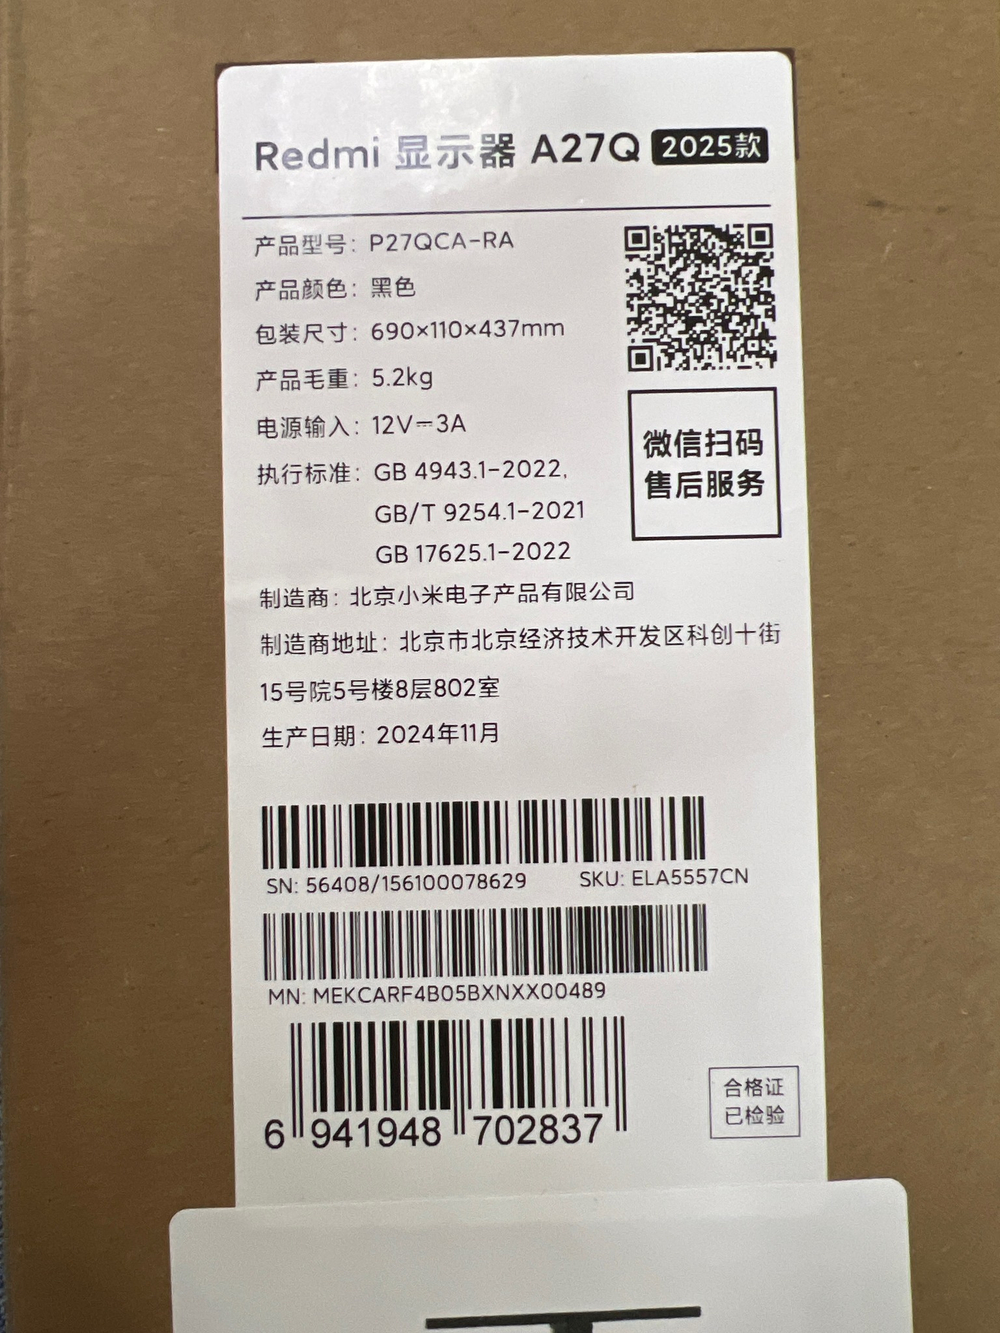 Redmi 显示器 A27Q 2025款
产品型号：P27QCA-RA
产品颜色：黑色
包装尺寸：690×110×437mm
产品毛重：5.2kg
电源输入：12V⎓3A
执行标准：GB 4943.1-2022,
GB/T 9254.1-2021
GB 17625.1-2022
微信扫码
售后服务
制造商：北京小米电子产品有限公司
制造商地址：北京市北京经济技术开发区科创十街
15号院5号楼8层802室
生产日期：2024年11月
SN: 56408/156100078629 SKU: ELA5557CN
MN: MEKCARF4B05BXNXX00489
6 941948 702837
合格证
已检验